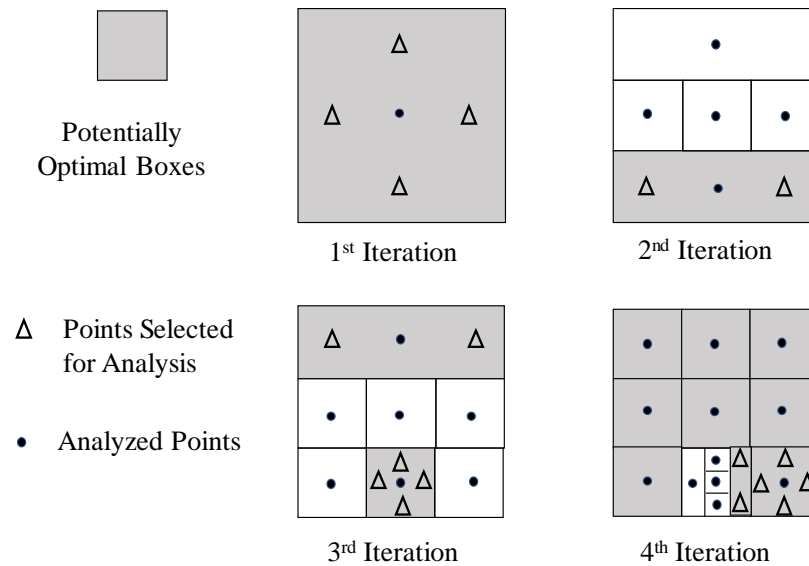 Potentially
Optimal Boxes
1st Iteration
2nd Iteration
Points Selected
for Analysis
Analyzed Points
3rd Iteration
4th Iteration